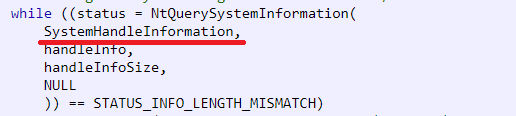 while ((status = NtQuerySystemInformation(
SystemHandleInformation,
handleInfo,
handleInfoSize,
NULL
)) == STATUS_INFO_LENGTH_MISMATCH)